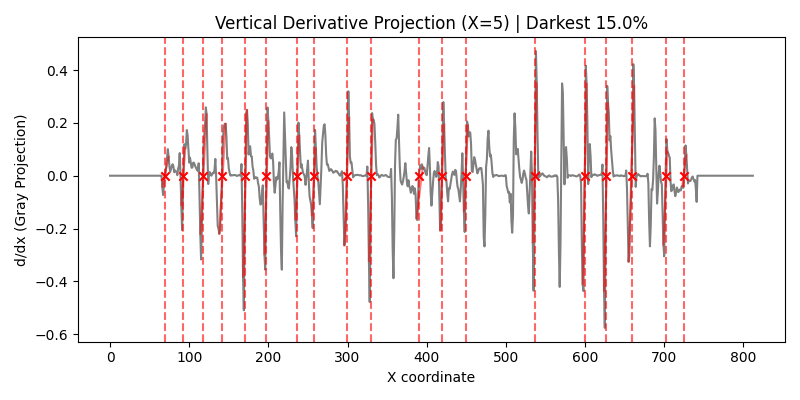 Vertical Derivative Projection (X=5) | Darkest 15.0%
d/dx (Gray Projection)
0.4
0.2
0.0
−0.2
−0.4
−0.6
0 100 200 300 400 500 600 700 800
X coordinate